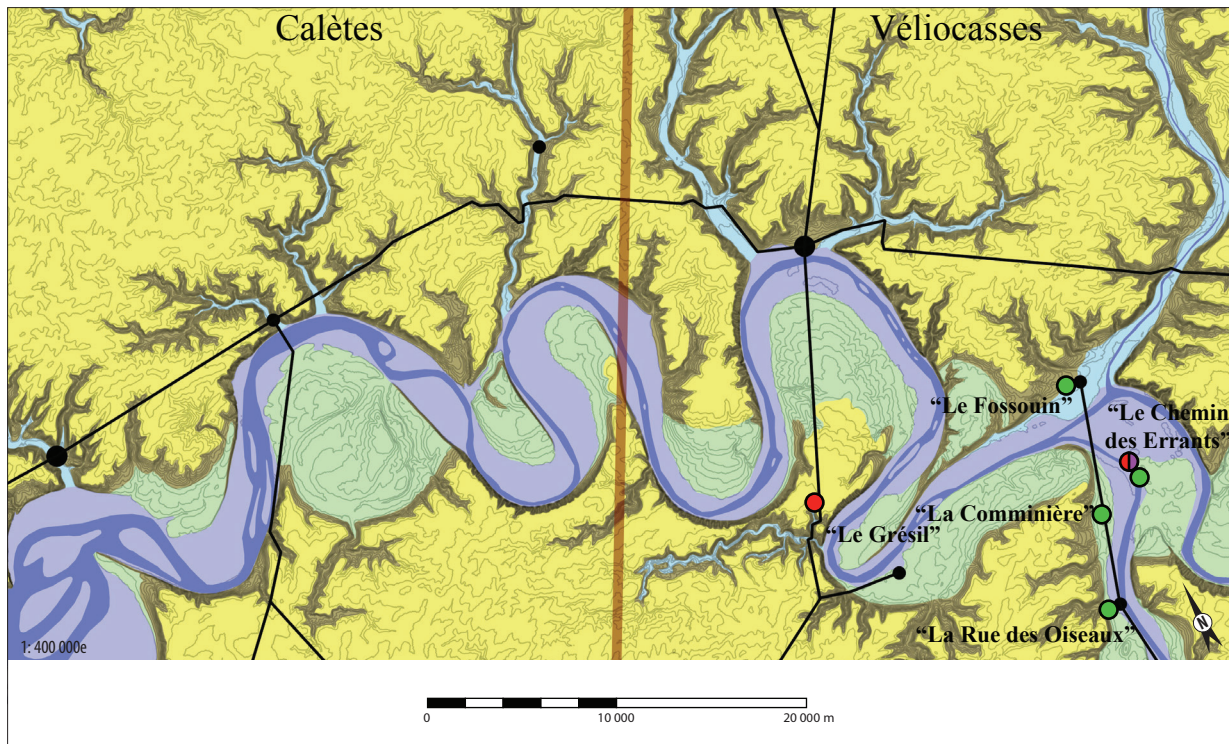 Calètes
Véliocasses
“Le Fossouin”
“Le Chemin
des Errants”
“La Comminière”
“Le Grésil”
“La Rue des Oiseaux”
N
1: 400 000e
0
10 000
20 000 m